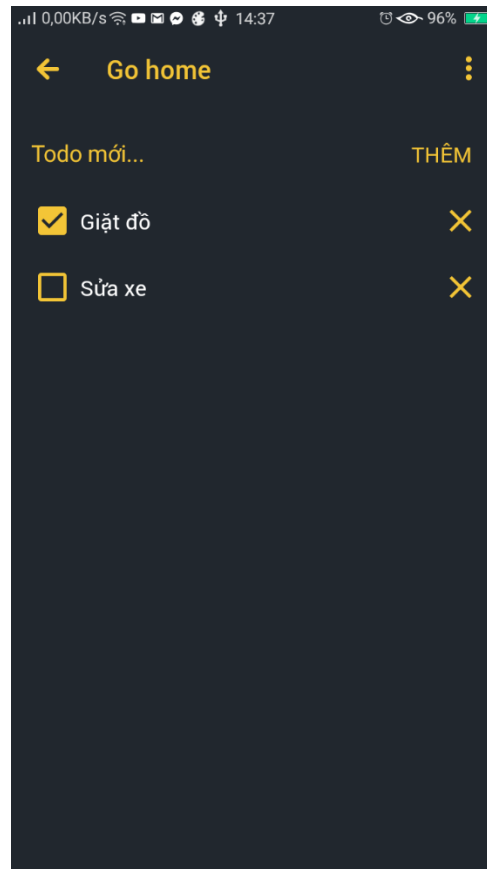 0,00KB/s 14:37 96%
Go home
Todo mới... THÊM
Giặt đồ
Sửa xe